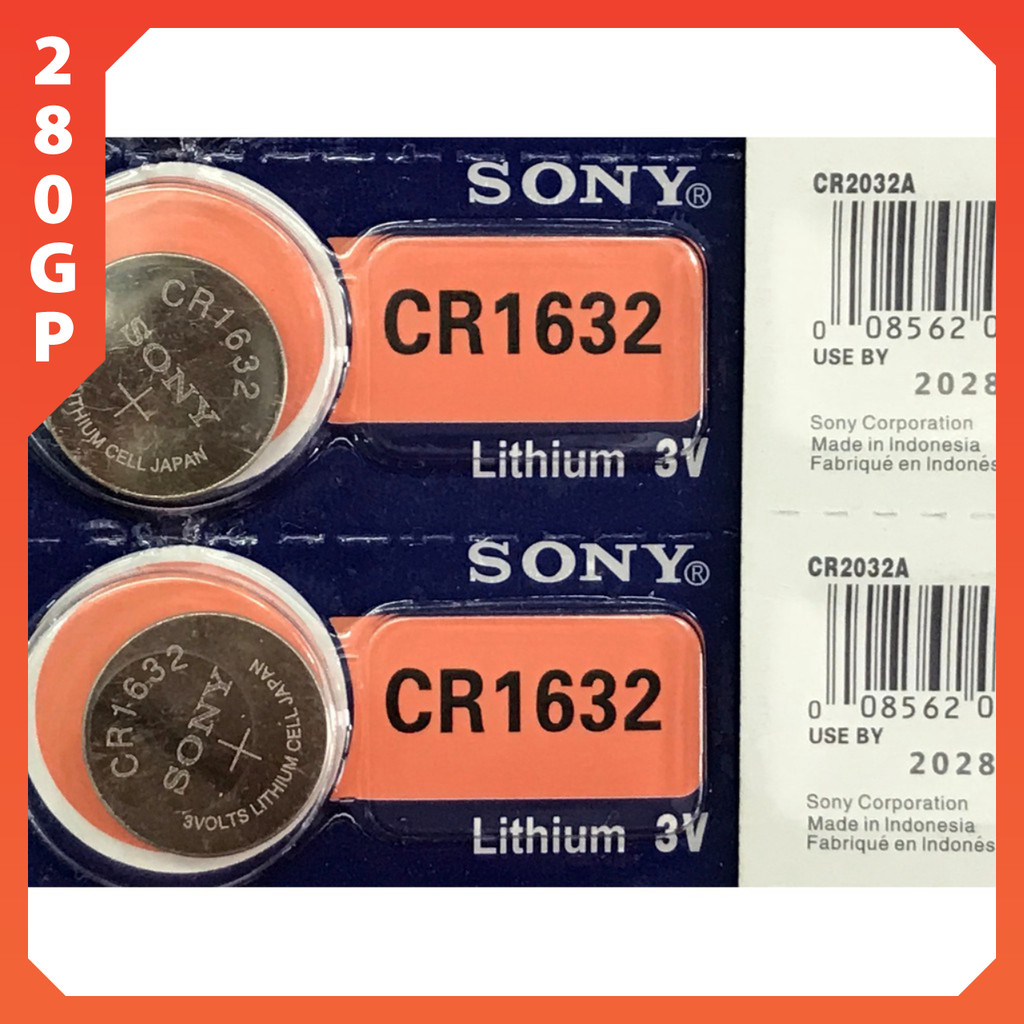 280GP
SONY®
CR1632
Lithium 3V
CR1632
SONY
+
LITHIUM CELL JAPAN
SONY®
CR1632
Lithium 3V
CR1632
SONY
+
3VOLTS LITHIUM CELL JAPAN
CR2032A
0 08562 0
USE BY
2028
Sony Corporation
Made in Indonesia
Fabriqué en Indonés
CR2032A
0 08562 0
USE BY
2028
Sony Corporation
Made in Indonesia
Fabriqué en Indonés